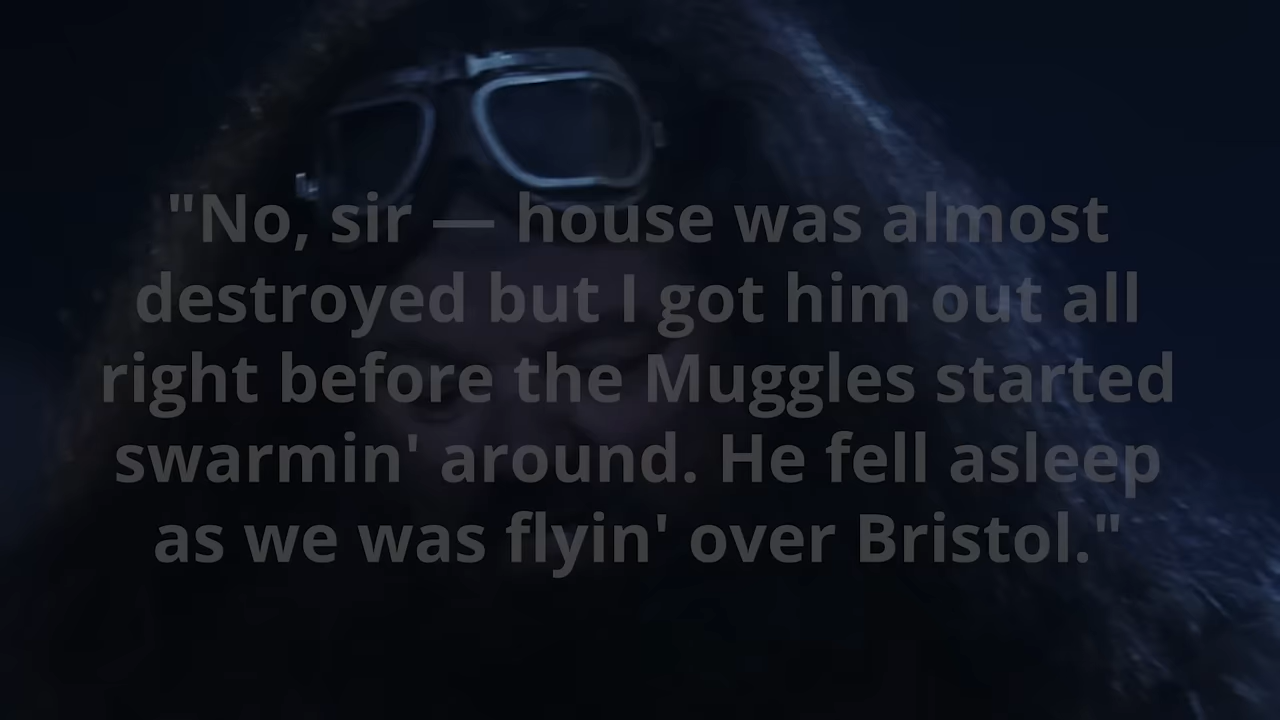 "No, sir — house was almost
destroyed but I got him out all
right before the Muggles started
swarmin' around. He fell asleep
as we was flyin' over Bristol."